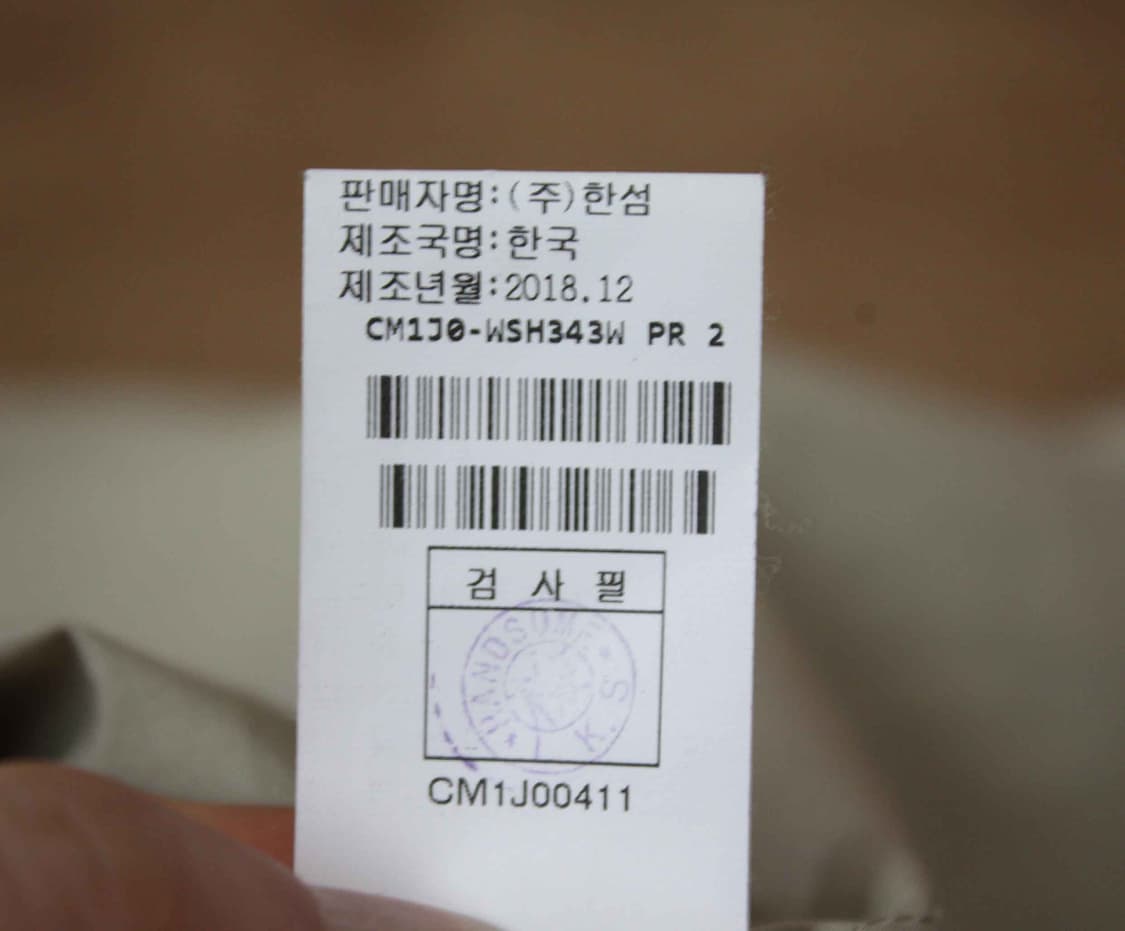 판매자명:(주)한섬
제조국명:한국
제조년월:2018.12
CM1J0-WSH343W PR 2
검 사 필
HANDSOME
K.S
CM1J00411